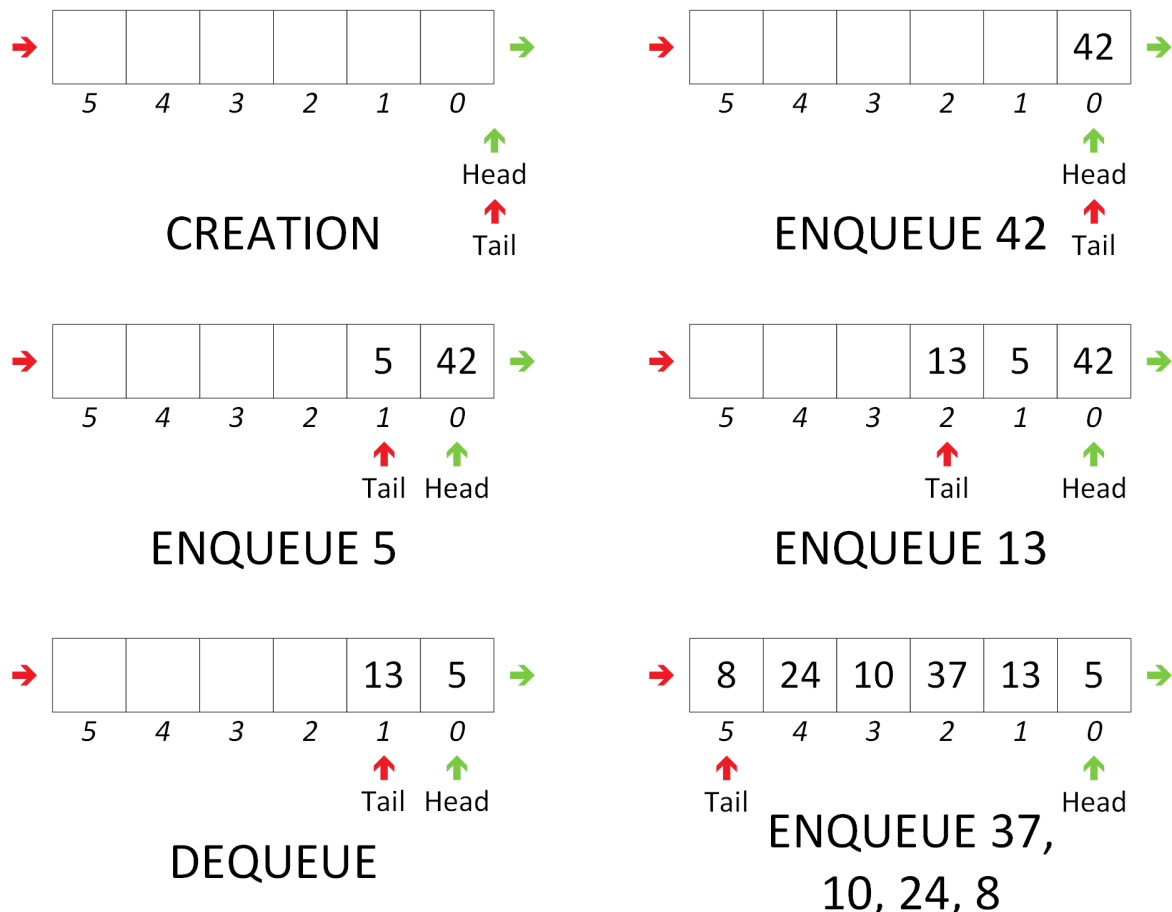 5 4 3 2 1 0
Head
Tail
CREATION
42
5 4 3 2 1 0
Head
Tail
ENQUEUE 42
5 42
5 4 3 2 1 0
Tail Head
ENQUEUE 5
13 5 42
5 4 3 2 1 0
Tail Head
ENQUEUE 13
13 5
5 4 3 2 1 0
Tail Head
DEQUEUE
8 24 10 37 13 5
5 4 3 2 1 0
Tail Head
ENQUEUE 37,
10, 24, 8